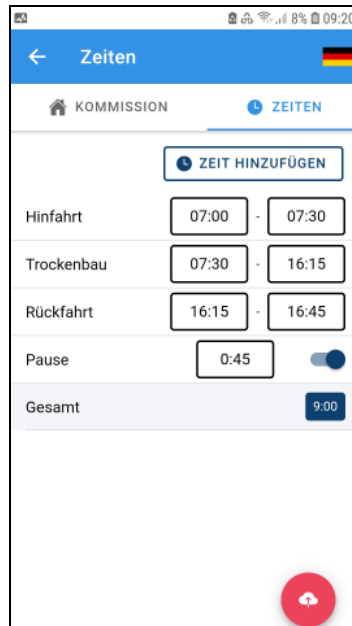 8% 09:20
Zeiten
KOMMISSION ZEITEN
ZEIT HINZUFÜGEN
Hinfahrt 07:00 - 07:30
Trockenbau 07:30 - 16:15
Rückfahrt 16:15 - 16:45
Pause 0:45
Gesamt 9:00